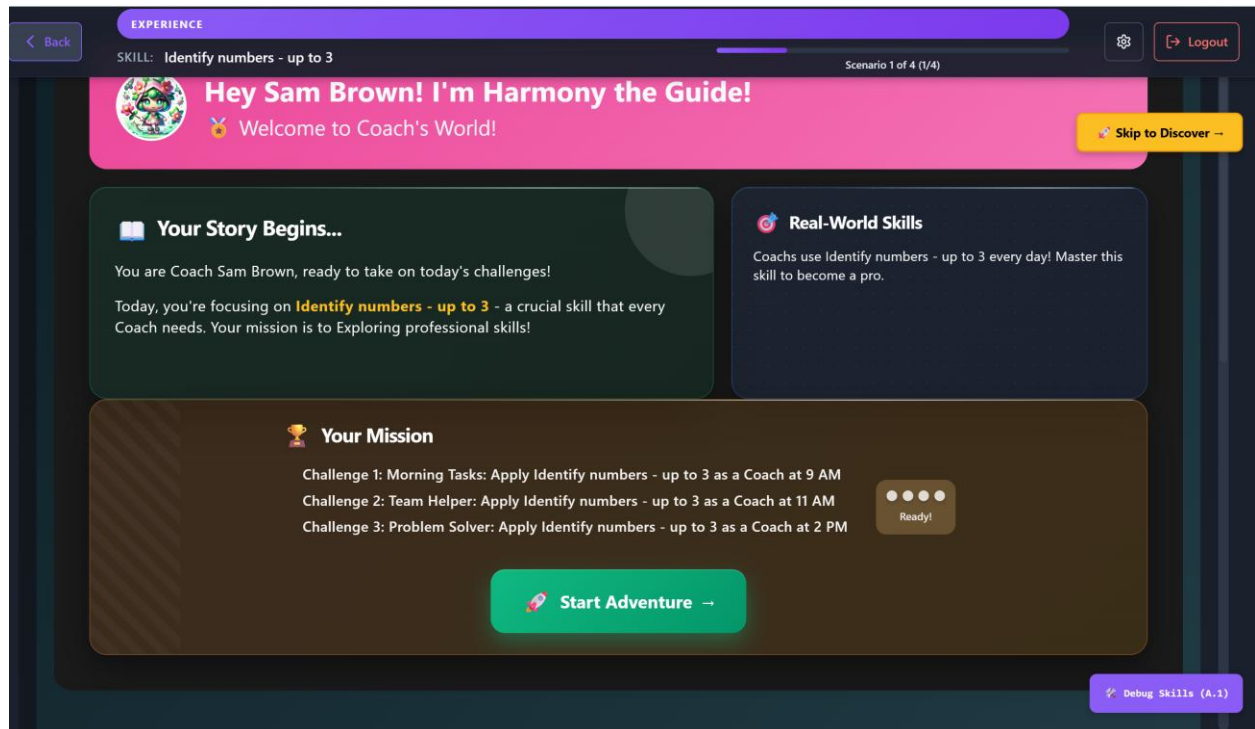 Back
EXPERIENCE
SKILL: Identify numbers - up to 3
Scenario 1 of 4 (1/4)
Logout
Hey Sam Brown! I'm Harmony the Guide!
Welcome to Coach's World!
Skip to Discover →
Your Story Begins...
You are Coach Sam Brown, ready to take on today's challenges!
Today, you're focusing on Identify numbers - up to 3 - a crucial skill that every
Coach needs. Your mission is to Exploring professional skills!
Real-World Skills
Coachs use Identify numbers - up to 3 every day! Master this
skill to become a pro.
Your Mission
Challenge 1: Morning Tasks: Apply Identify numbers - up to 3 as a Coach at 9 AM
Challenge 2: Team Helper: Apply Identify numbers - up to 3 as a Coach at 11 AM
Challenge 3: Problem Solver: Apply Identify numbers - up to 3 as a Coach at 2 PM
Ready!
Start Adventure →
Debug Skills (A.1)